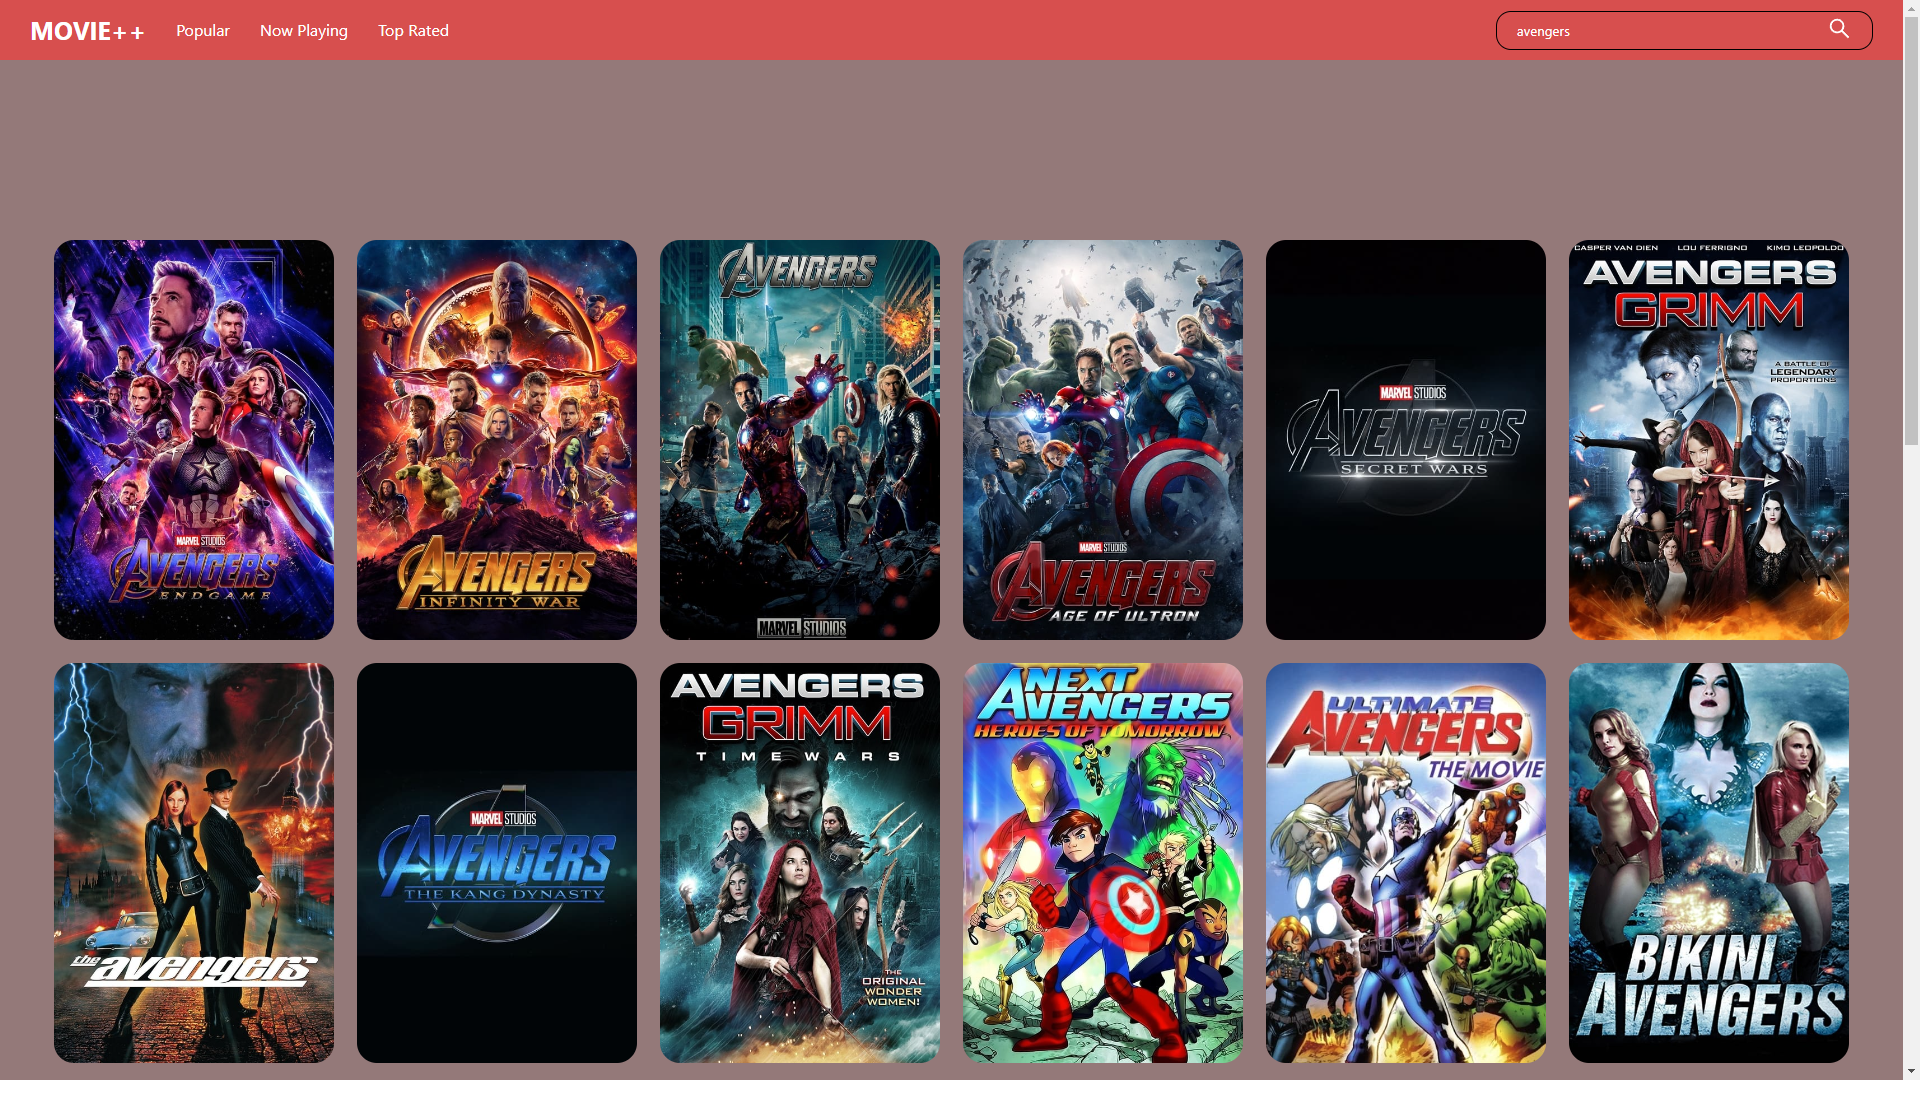 MOVIE++
Popular
Now Playing
Top Rated
avengers
MARVEL STUDIOS
AVENGERS
ENDGAME
AVENGERS
INFINITY WAR
THE AVENGERS
MARVEL STUDIOS
MARVEL STUDIOS
AVENGERS
AGE OF ULTRON
MARVEL STUDIOS
AVENGERS
SECRET WARS
CASPER VAN DIEN LOU FERRIGNO KIMO LEOPOLDO
AVENGERS
GRIMM
A BATTLE OF
LEGENDARY
PROPORTIONS
the avengers
MARVEL STUDIOS
AVENGERS
THE KANG DYNASTY
AVENGERS
GRIMM
TIME WARS
THE
ORIGINAL
WONDER
WOMEN!
NEXT
AVENGERS
HEROES OF TOMORROW
ULTIMATE
AVENGERS
THE MOVIE
BIKINI
AVENGERS